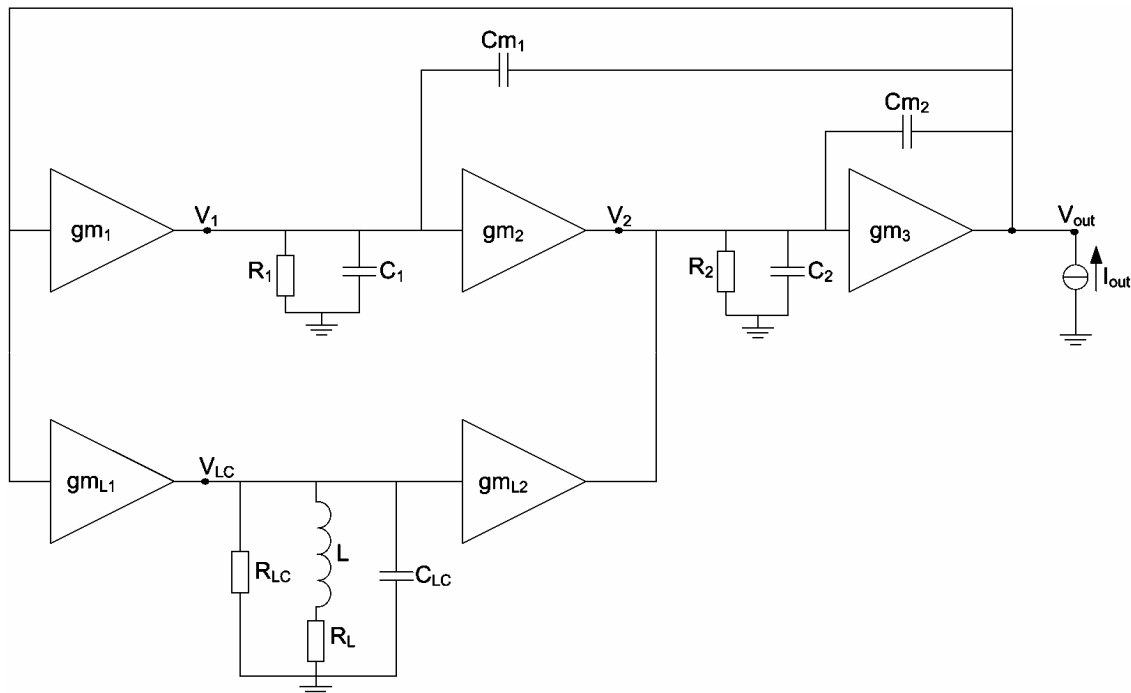 Cm₁
Cm₂
gm₁
V₁
gm₂
V₂
gm₃
V_out
R₁
C₁
R₂
C₂
I_out
gm_L1
V_LC
gm_L2
R_LC
L
C_LC
R_L